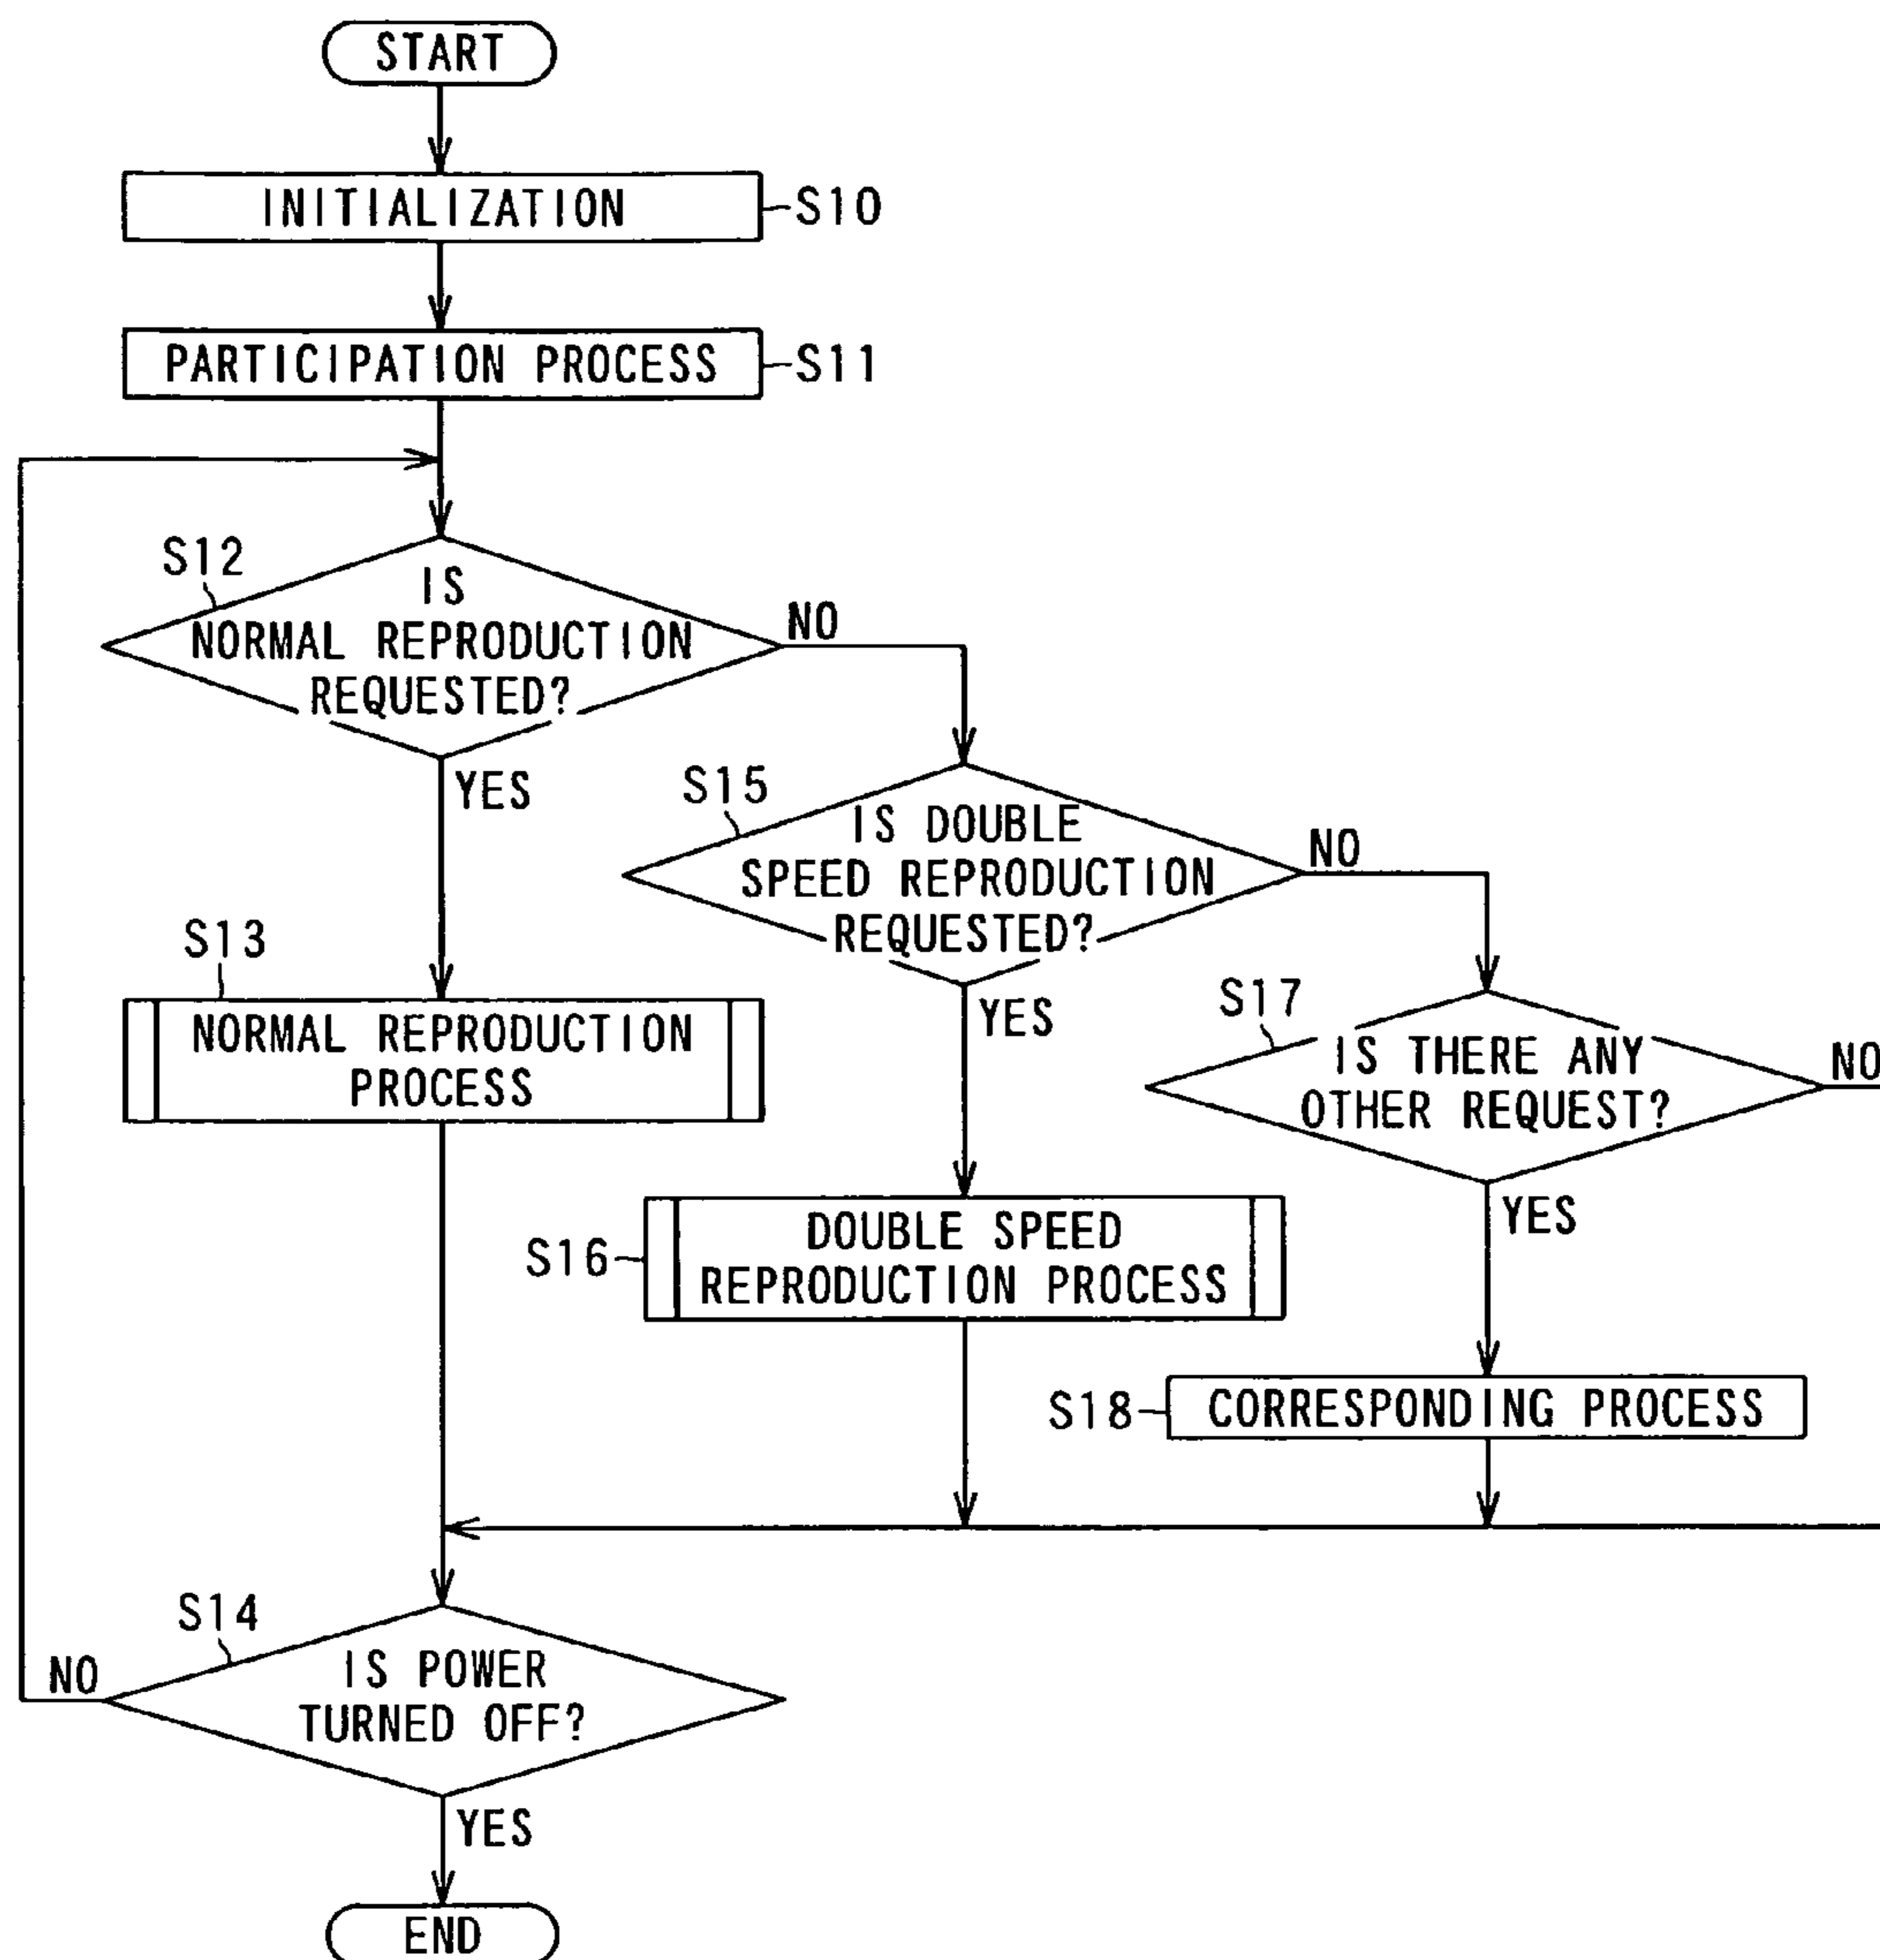 START
INITIALIZATION
S10
PARTICIPATION PROCESS
S11
S12
IS
NORMAL REPRODUCTION
REQUESTED?
NO
YES
S15
IS DOUBLE
SPEED REPRODUCTION
REQUESTED?
NO
YES
S13
NORMAL REPRODUCTION
PROCESS
S17
IS THERE ANY
OTHER REQUEST?
NO
YES
S16
DOUBLE SPEED
REPRODUCTION PROCESS
S18
CORRESPONDING PROCESS
S14
IS POWER
TURNED OFF?
NO
YES
END